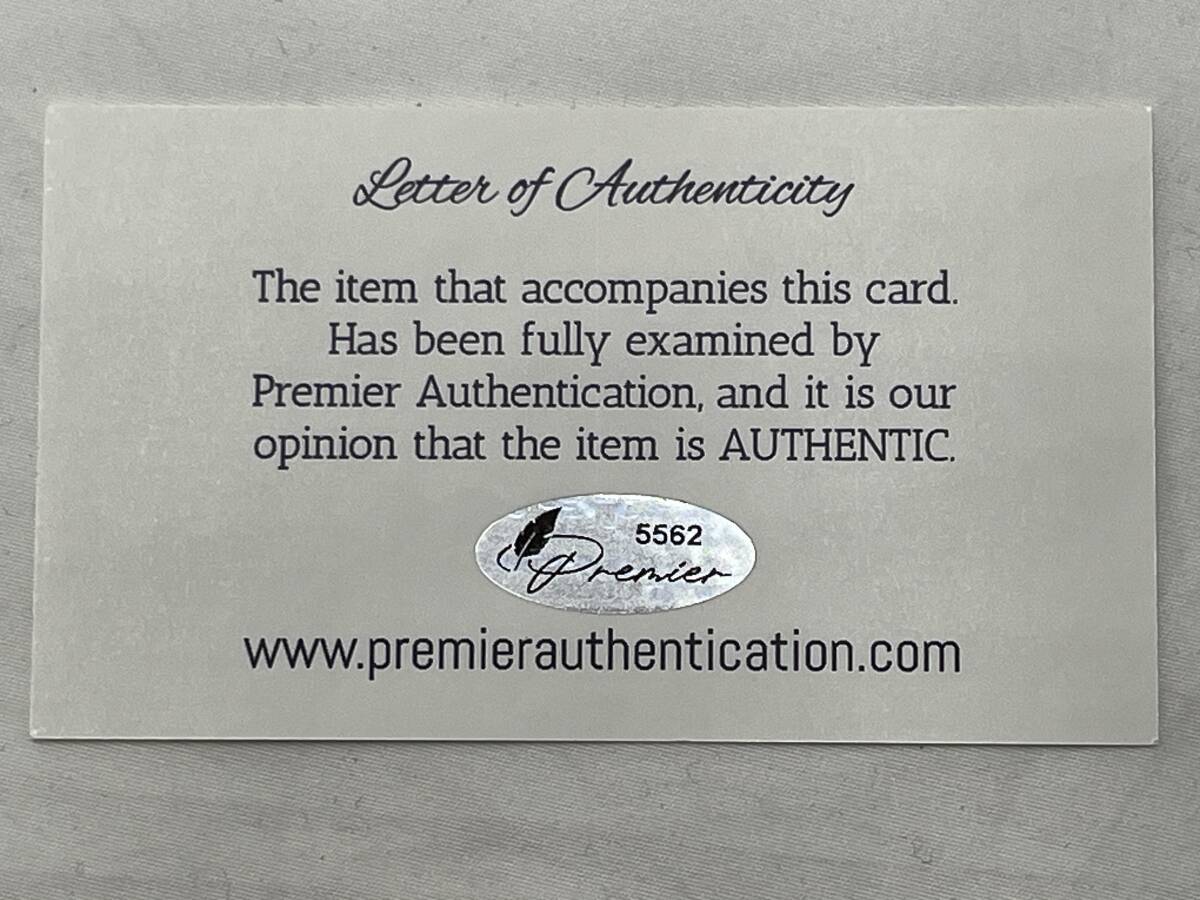 Letter of Authenticity
The item that accompanies this card.
Has been fully examined by
Premier Authentication, and it is our
opinion that the item is AUTHENTIC.
5562
Premier
www.premierauthentication.com